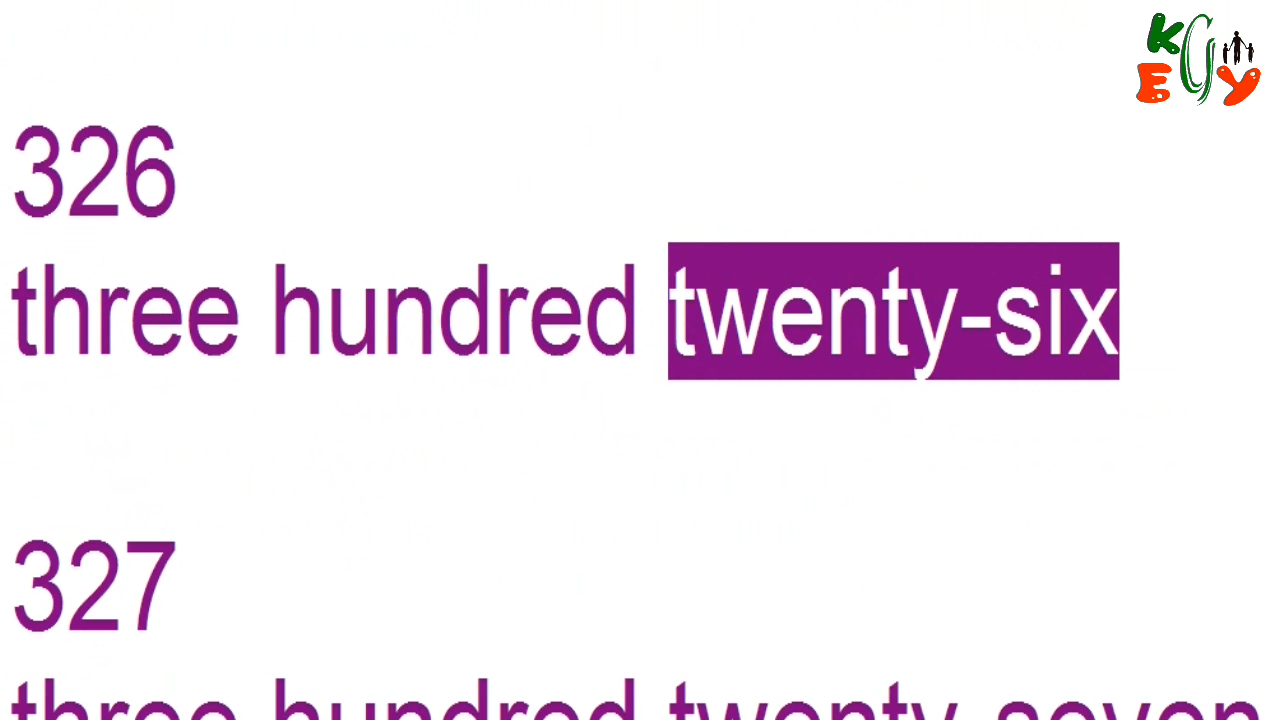 K G
E Y
326
three hundred twenty-six
327
three hundred twenty-seven